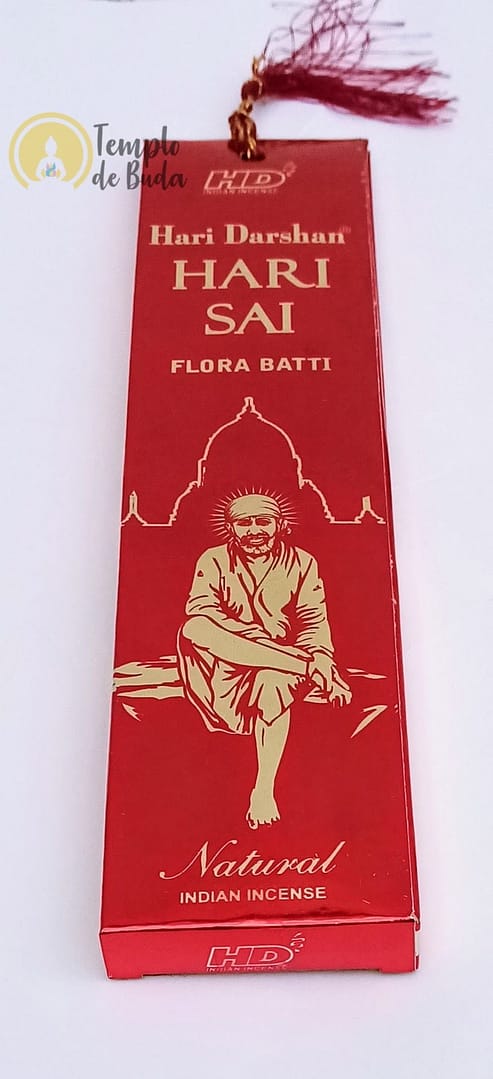 Templo
de Buda
HD
INDIAN INCENSE
Hari Darshan
HARI
SAI
FLORA BATTI
Natural
INDIAN INCENSE
HD
INDIAN INCENSE